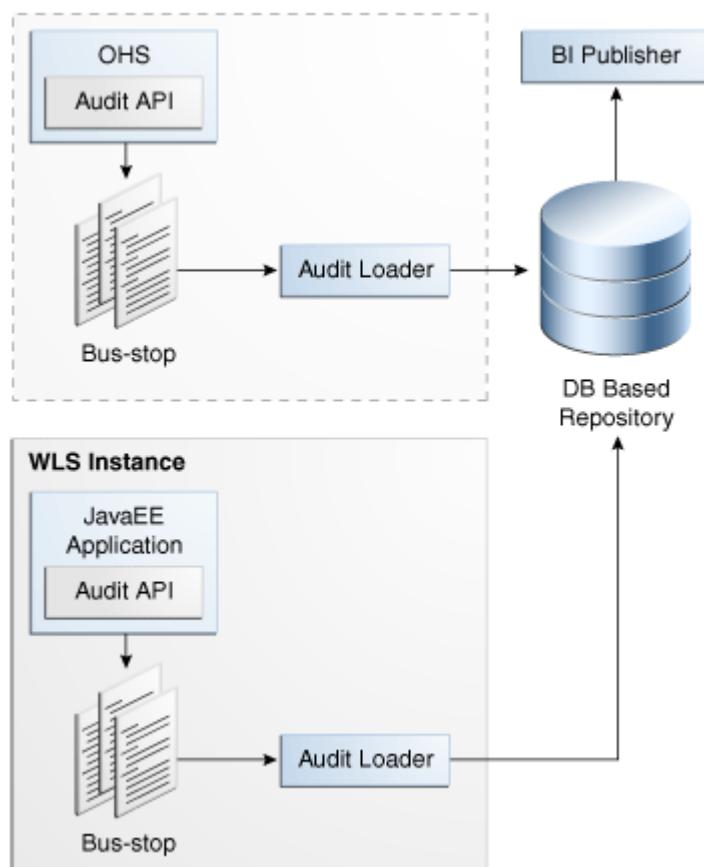 OHS
Audit API
BI Publisher
Audit Loader
Bus-stop
DB Based
Repository
WLS Instance
JavaEE
Application
Audit API
Audit Loader
Bus-stop